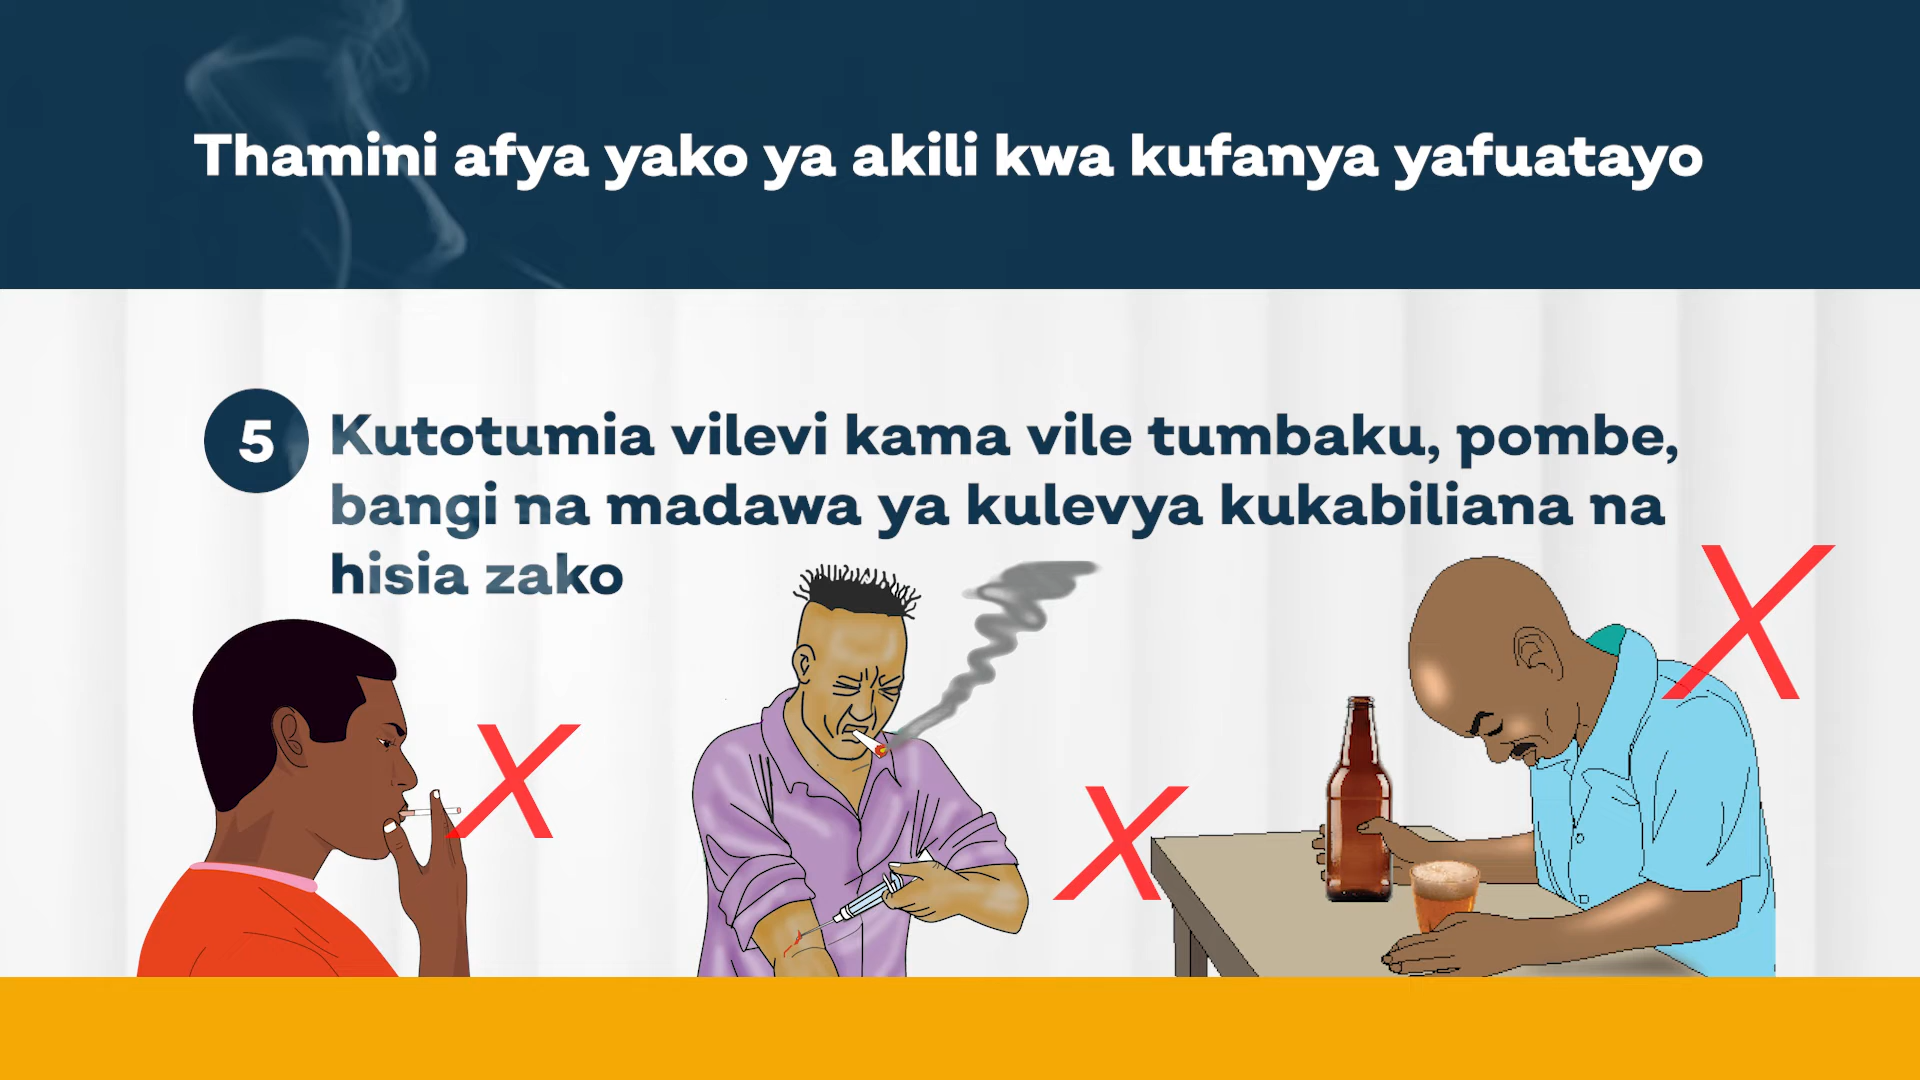 Thamini afya yako ya akili kwa kufanya yafuatayo
5 Kutotumia vilevi kama vile tumbaku, pombe,
bangi na madawa ya kulevya kukabiliana na
hisia zako